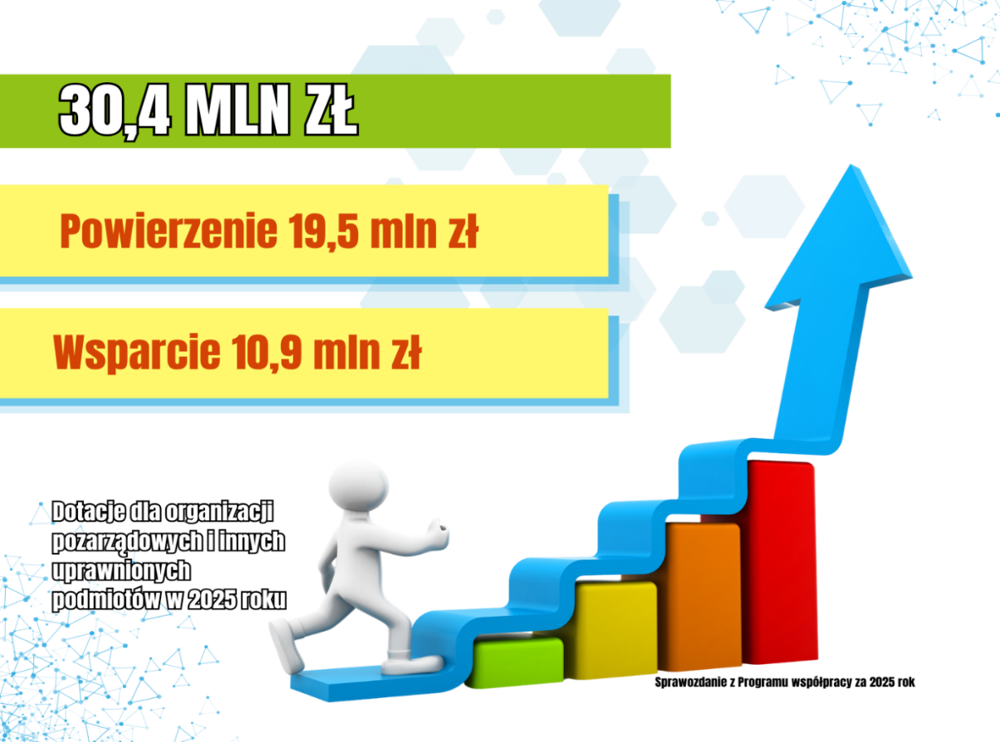 30,4 MLN ZŁ
Powierzenie 19,5 mln zł
Wsparcie 10,9 mln zł
Dotacje dla organizacji
pozarządowych i innych
uprawnionych
podmiotów w 2025 roku
Sprawozdanie z Programu współpracy za 2025 rok